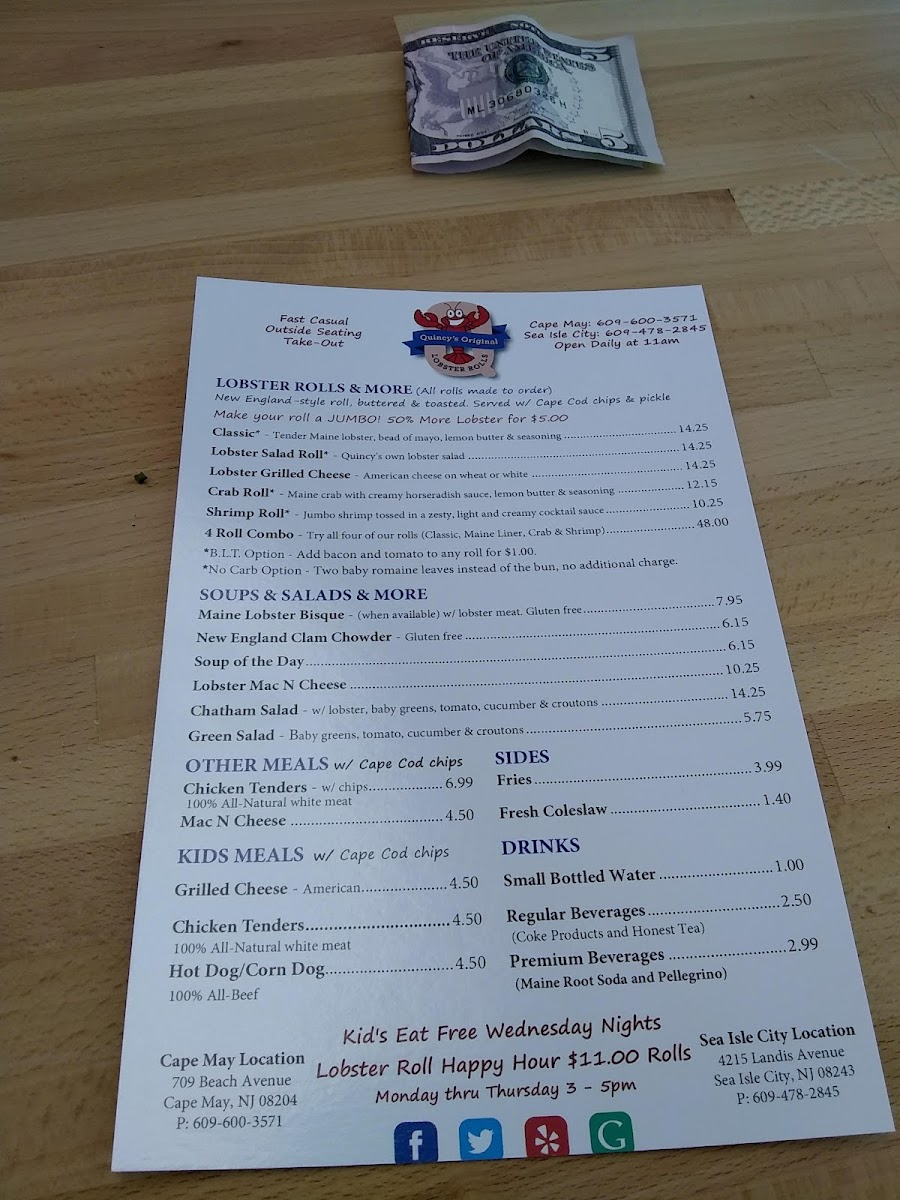 RESERVE NOTE
THE UNITED STATES
OF AMERICA
5
ML 30680326 H
DOLLARS
5
Fast Casual
Outside Seating
Take-Out
Quincy's Original
LOBSTER ROLLS
Cape May: 609-600-3571
Sea Isle City: 609-478-2845
Open Daily at 11am
LOBSTER ROLLS & MORE (All rolls made to order)
New England-style roll, buttered & toasted. Served w/ Cape Cod chips & pickle
Make your roll a JUMBO! 50% More Lobster for $5.00
Classic* - Tender Maine lobster, bead of mayo, lemon butter & seasoning 14.25
Lobster Salad Roll* - Quincy's own lobster salad 14.25
Lobster Grilled Cheese - American cheese on wheat or white 14.25
Crab Roll* - Maine crab with creamy horseradish sauce, lemon butter & seasoning 12.15
Shrimp Roll* - Jumbo shrimp tossed in a zesty, light and creamy cocktail sauce 10.25
4 Roll Combo - Try all four of our rolls (Classic, Maine Liner, Crab & Shrimp) 48.00
*B.L.T. Option - Add bacon and tomato to any roll for $1.00.
*No Carb Option - Two baby romaine leaves instead of the bun, no additional charge.
SOUPS & SALADS & MORE
Maine Lobster Bisque - (when available) w/ lobster meat. Gluten free 7.95
New England Clam Chowder - Gluten free 6.15
Soup of the Day 6.15
Lobster Mac N Cheese 10.25
Chatham Salad - w/ lobster, baby greens, tomato, cucumber & croutons 14.25
Green Salad - Baby greens, tomato, cucumber & croutons 5.75
OTHER MEALS w/ Cape Cod chips
Chicken Tenders - w/ chips 6.99
100% All-Natural white meat
Mac N Cheese 4.50
SIDES
Fries 3.99
Fresh Coleslaw 1.40
KIDS MEALS w/ Cape Cod chips
Grilled Cheese - American 4.50
Chicken Tenders 4.50
100% All-Natural white meat
Hot Dog/Corn Dog 4.50
100% All-Beef
DRINKS
Small Bottled Water 1.00
Regular Beverages 2.50
(Coke Products and Honest Tea)
Premium Beverages 2.99
(Maine Root Soda and Pellegrino)
Kid's Eat Free Wednesday Nights
Lobster Roll Happy Hour $11.00 Rolls
Monday thru Thursday 3 - 5pm
Cape May Location
709 Beach Avenue
Cape May, NJ 08204
P: 609-600-3571
Sea Isle City Location
4215 Landis Avenue
Sea Isle City, NJ 08243
P: 609-478-2845
f
G